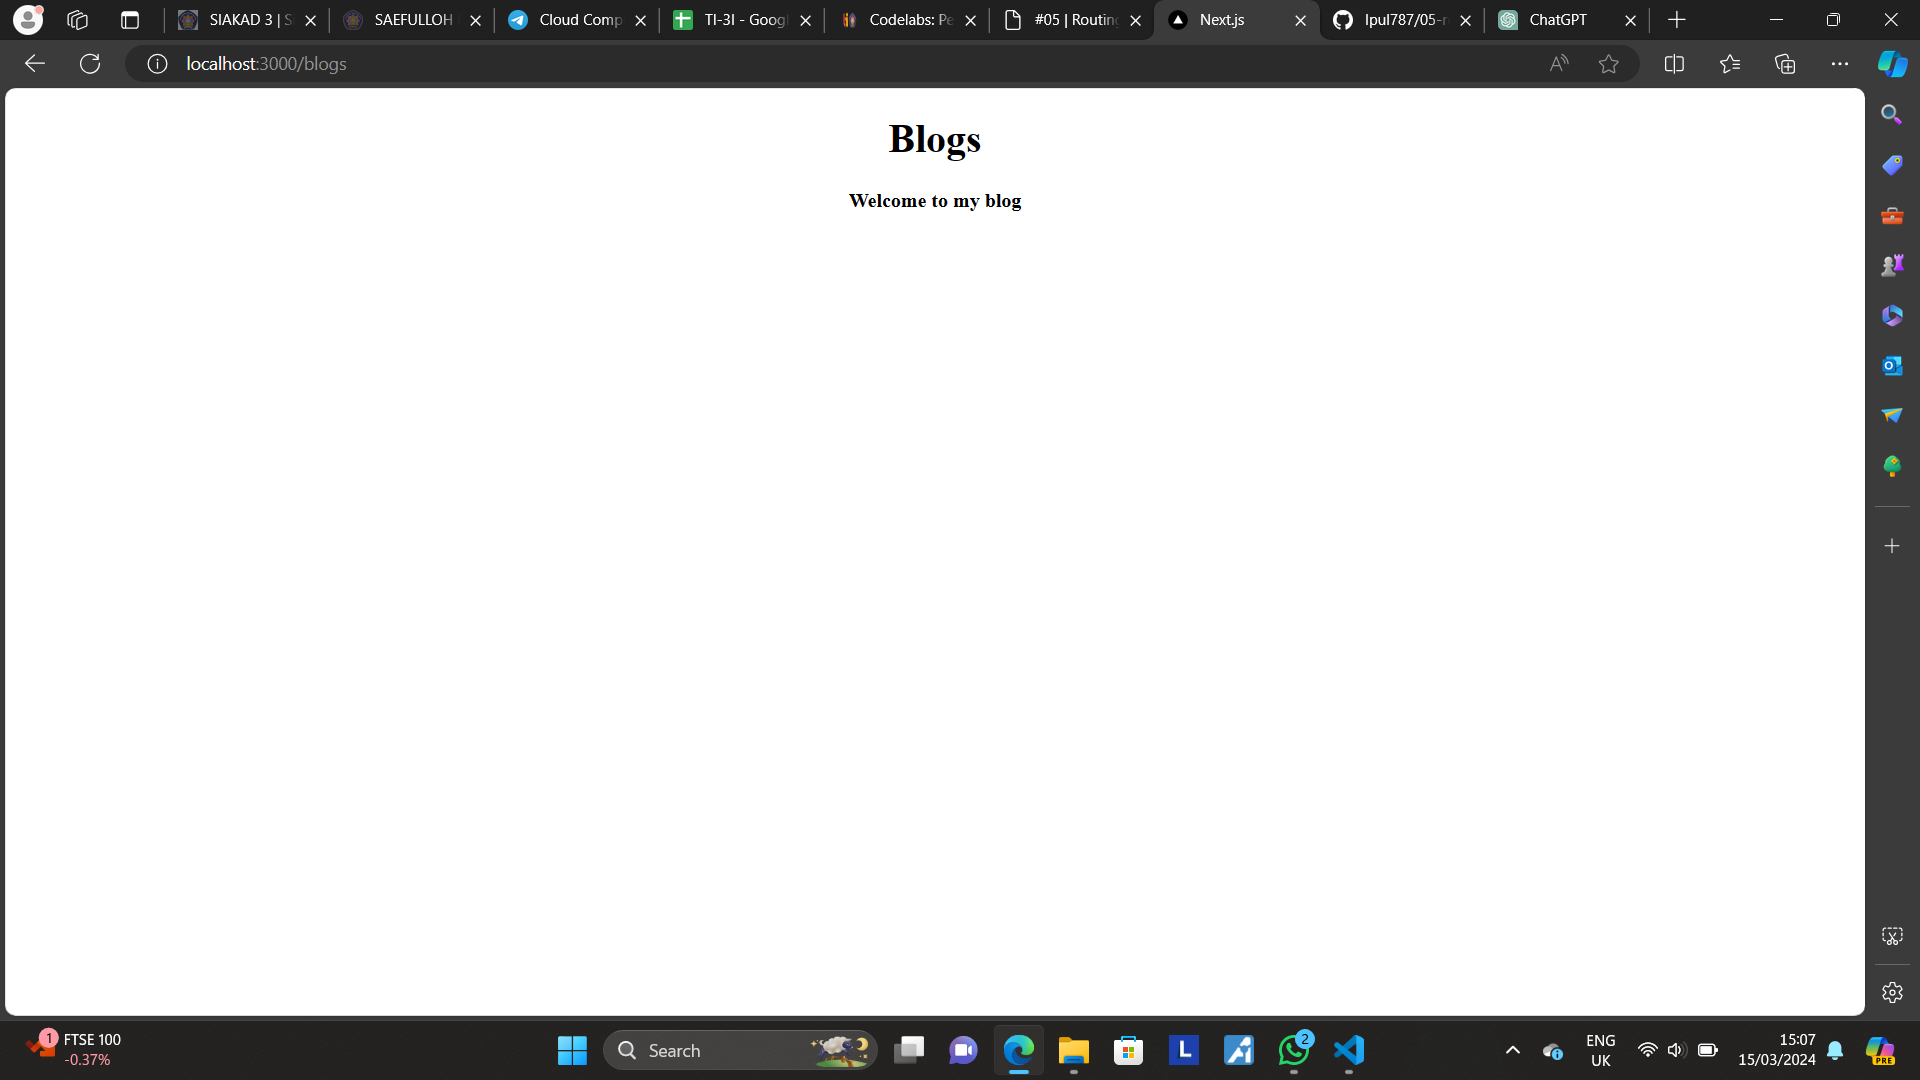 SIAKAD 3 | S
SAEFULLOH
Cloud Comp
TI-3I - Goog
Codelabs: Pe
#05 | Routin
Next.js
Ipul787/05-r
ChatGPT
localhost:3000/blogs
Blogs
Welcome to my blog
1
FTSE 100
-0.37%
Search
L
2
ENG
UK
15:07
15/03/2024
PRE